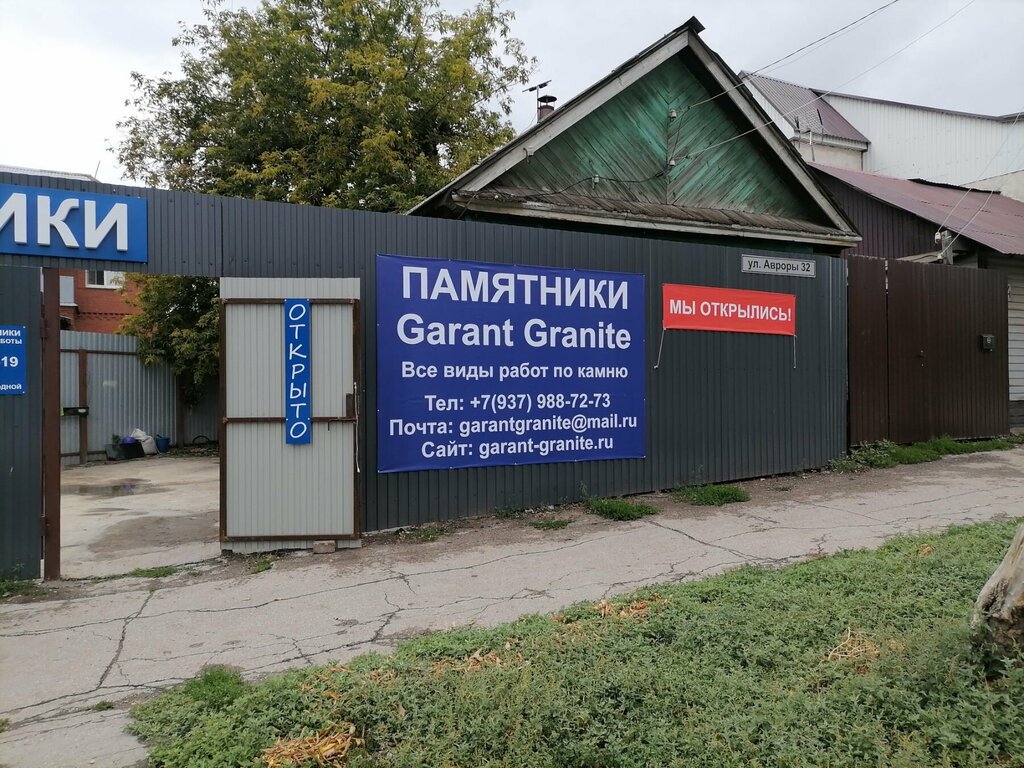 ИКИ
19
ОТКРЫТО
ПАМЯТНИКИ
Garant Granite
Все виды работ по камню
Тел: +7(937) 988-72-73
Почта: garantgranite@mail.ru
Сайт: garant-granite.ru
МЫ ОТКРЫЛИСЬ!
ул. Авроры 32